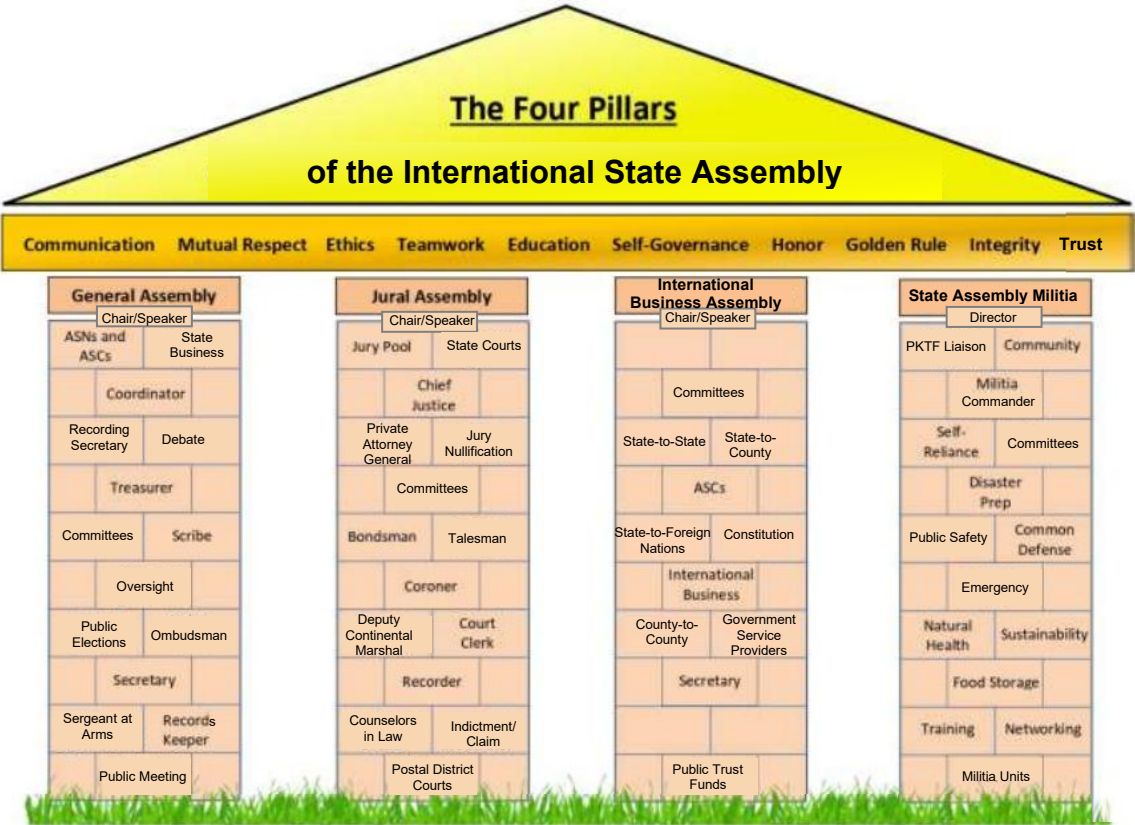 The Four Pillars
of the International State Assembly
Communication Mutual Respect Ethics Teamwork Education Self-Governance Honor Golden Rule Integrity Trust
General Assembly
Chair/Speaker
ASNs and
ASCs
State
Business
Coordinator
Recording
Secretary
Debate
Treasurer
Committees
Scribe
Oversight
Public
Elections
Ombudsman
Secretary
Sergeant at
Arms
Records
Keeper
Public Meeting
Jural Assembly
Chair/Speaker
Jury Pool
State Courts
Chief
Justice
Private
Attorney
General
Jury
Nullification
Committees
Bondsman
Talesman
Coroner
Deputy
Continental
Marshal
Court
Clerk
Recorder
Counselors
in Law
Indictment/
Claim
Postal District
Courts
International
Business Assembly
Chair/Speaker
Committees
State-to-State
State-to-
County
ASCs
State-to-Foreign
Nations
Constitution
International
Business
County-to-
County
Government
Service
Providers
Secretary
Public Trust
Funds
State Assembly Militia
Director
PKTF Liaison
Community
Militia
Commander
Self-
Reliance
Committees
Disaster
Prep
Public Safety
Common
Defense
Emergency
Natural
Health
Sustainability
Food Storage
Training
Networking
Militia Units